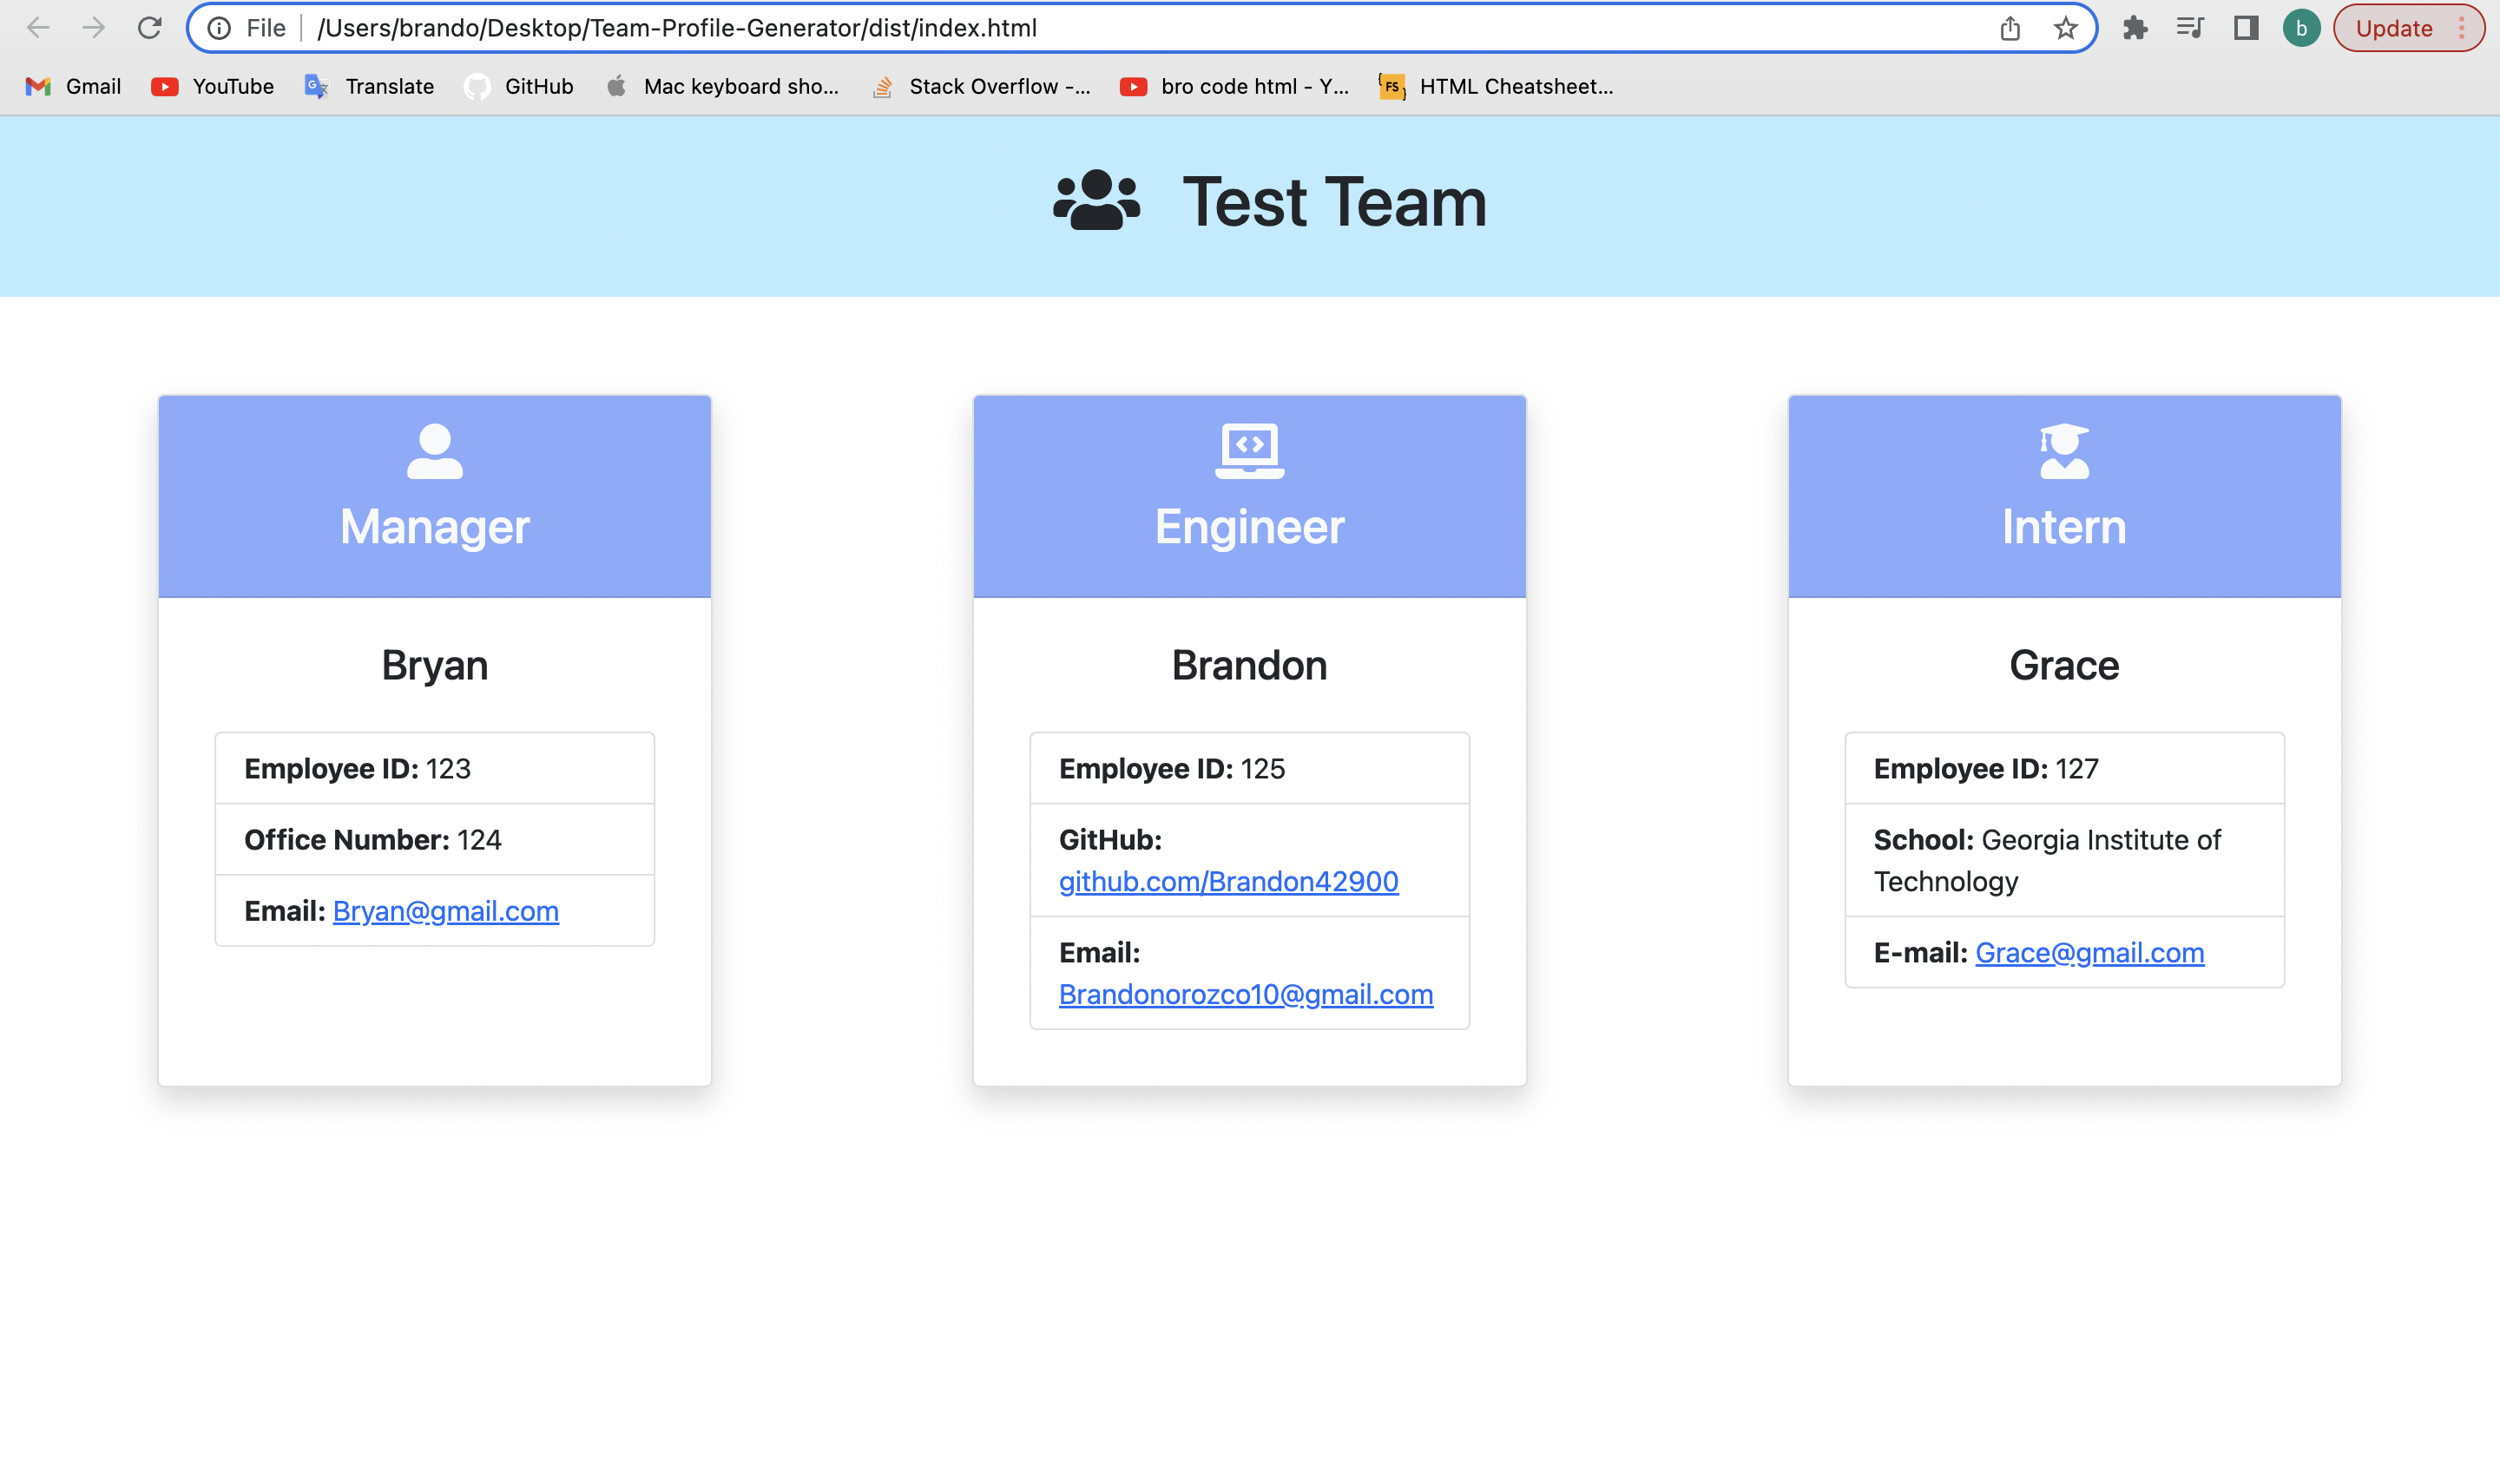 File /Users/brando/Desktop/Team-Profile-Generator/dist/index.html b Update
Gmail YouTube Translate GitHub Mac keyboard sho... Stack Overflow -... bro code html - Y... {FS} HTML Cheatsheet...
Test Team
Manager
Bryan
Employee ID: 123
Office Number: 124
Email: Bryan@gmail.com
Engineer
Brandon
Employee ID: 125
GitHub:
github.com/Brandon42900
Email:
Brandonorozco10@gmail.com
Intern
Grace
Employee ID: 127
School: Georgia Institute of
Technology
E-mail: Grace@gmail.com